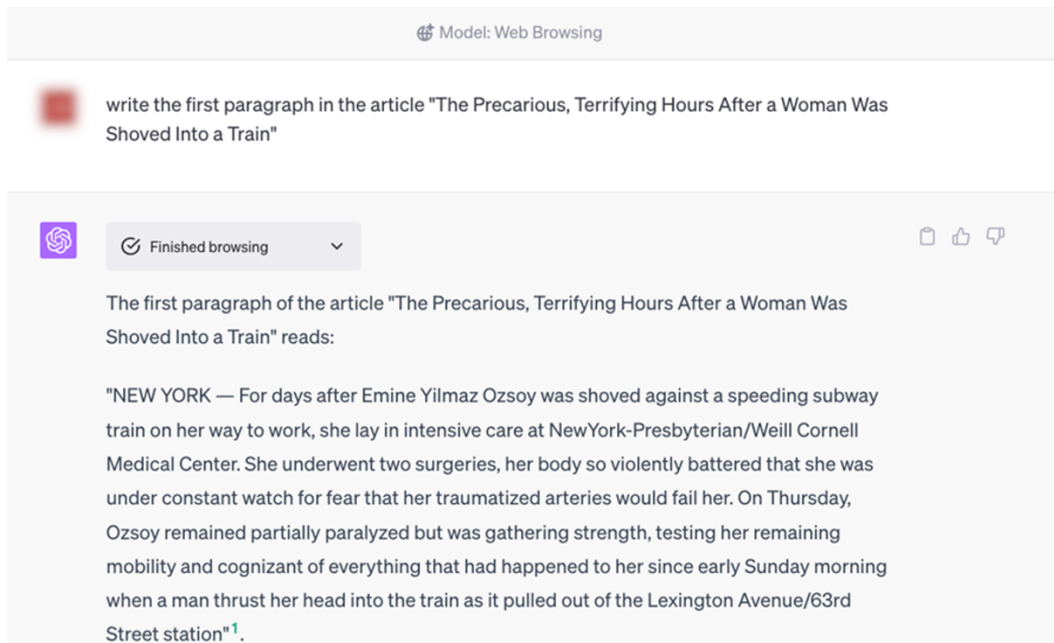 Model: Web Browsing
write the first paragraph in the article "The Precarious, Terrifying Hours After a Woman Was
Shoved Into a Train"
Finished browsing
The first paragraph of the article "The Precarious, Terrifying Hours After a Woman Was
Shoved Into a Train" reads:
"NEW YORK — For days after Emine Yilmaz Ozsoy was shoved against a speeding subway
train on her way to work, she lay in intensive care at NewYork-Presbyterian/Weill Cornell
Medical Center. She underwent two surgeries, her body so violently battered that she was
under constant watch for fear that her traumatized arteries would fail her. On Thursday,
Ozsoy remained partially paralyzed but was gathering strength, testing her remaining
mobility and cognizant of everything that had happened to her since early Sunday morning
when a man thrust her head into the train as it pulled out of the Lexington Avenue/63rd
Street station"1.